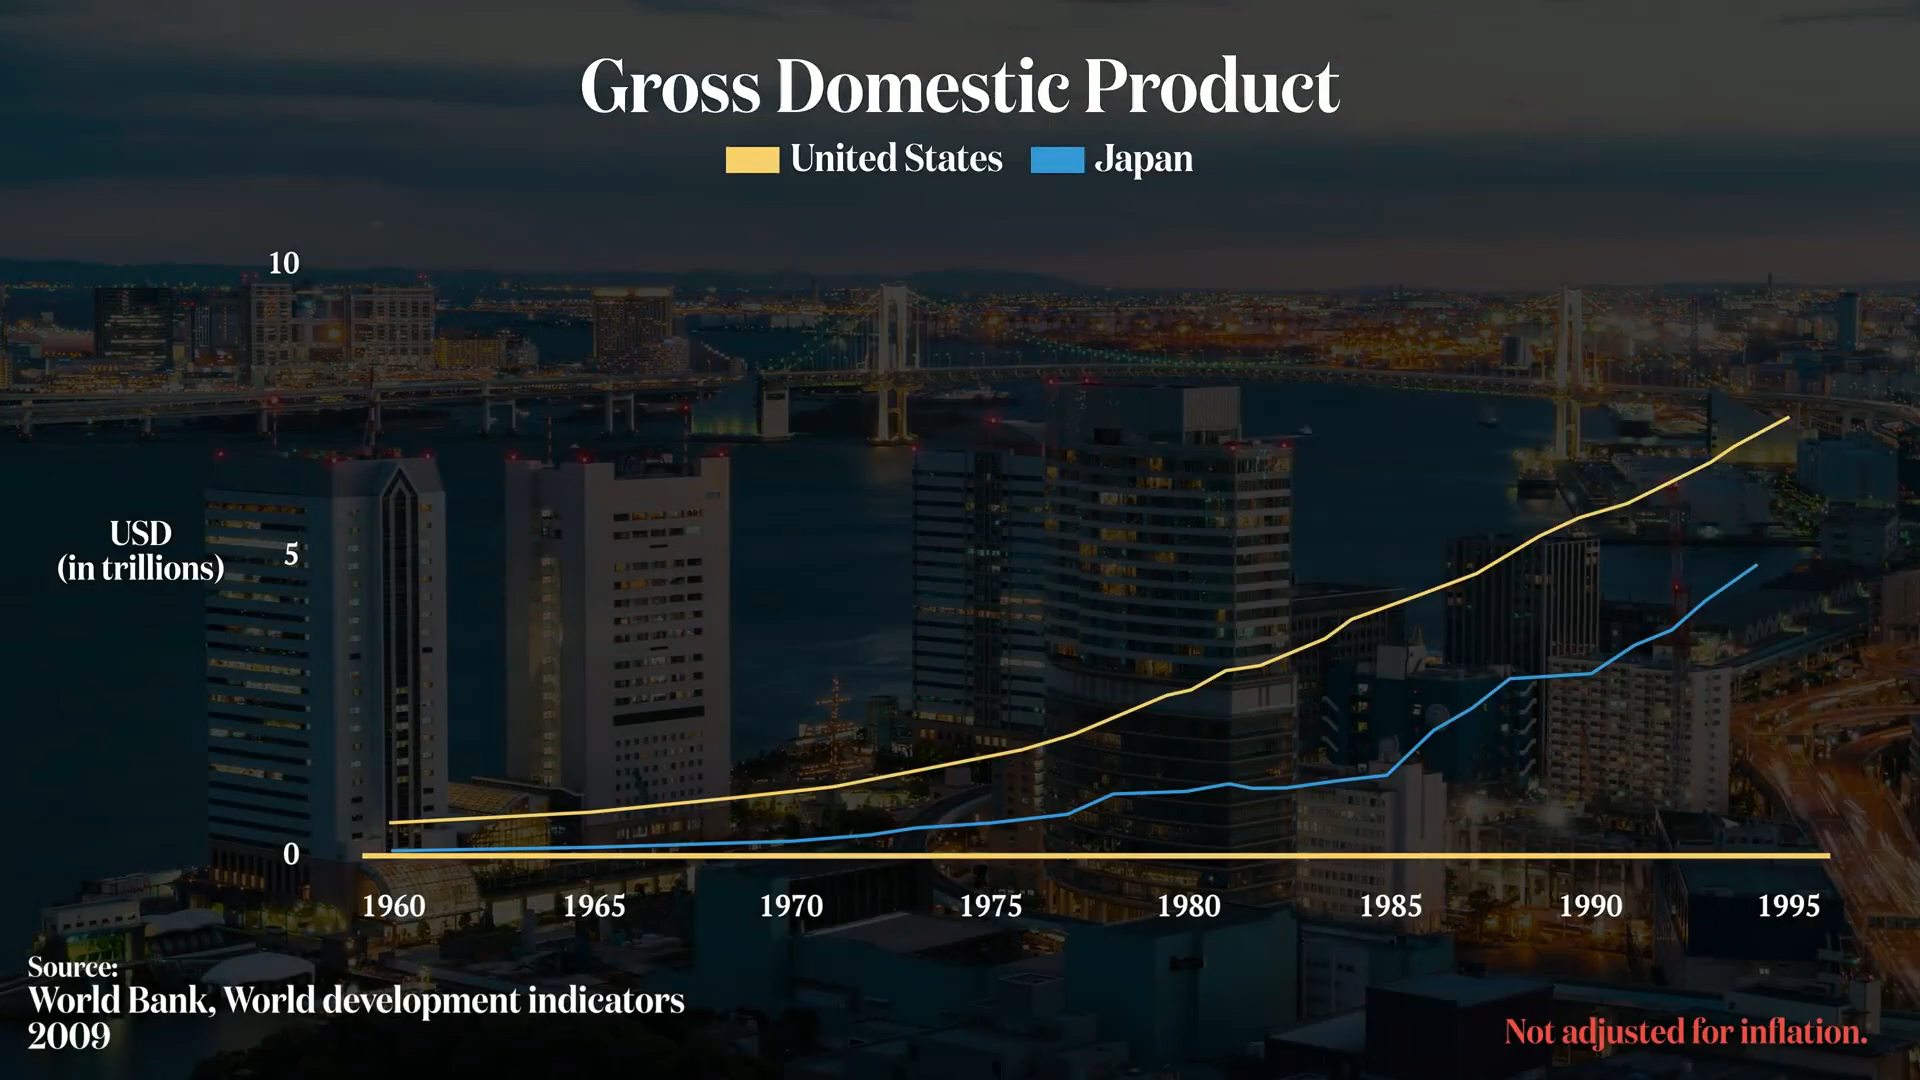 Gross Domestic Product
United States Japan
10
USD
(in trillions)
5
0
1960 1965 1970 1975 1980 1985 1990 1995
Source:
World Bank, World development indicators
2009
Not adjusted for inflation.